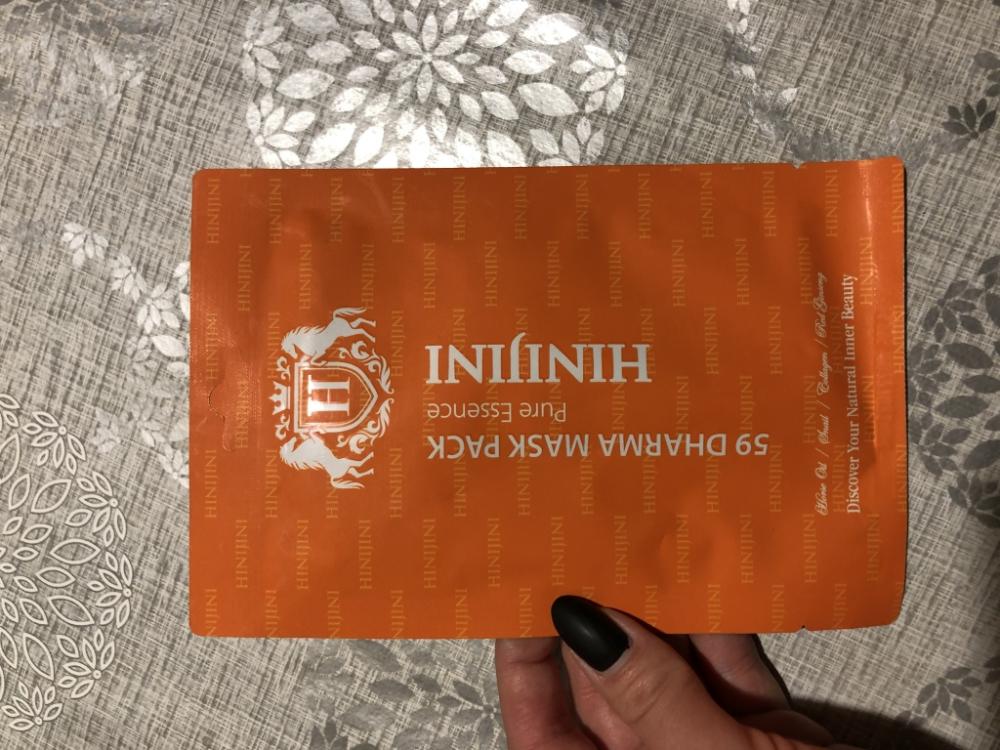 H
HINIJINI
Pure Essence
59 DHARMA MASK PACK
Horse Oil / Snail / Collagen / Red Ginseng
Discover Your Natural Inner Beauty